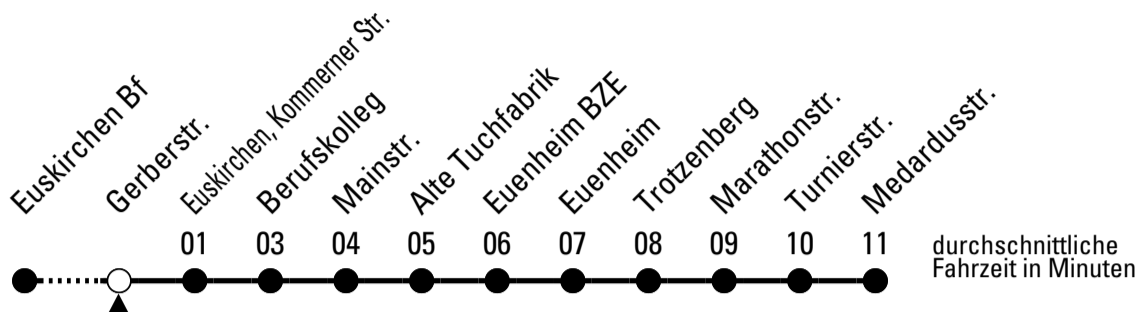 Euskirchen Bf
Gerberstr.
Euskirchen, Kommerner Str.
Berufskolleg
Mainstr.
Alte Tuchfabrik
Euenheim BZE
Euenheim
Trotzenberg
Marathonstr.
Turnierstr.
Medardusstr.
01 03 04 05 06 07 08 09 10 11
durchschnittliche
Fahrzeit in Minuten